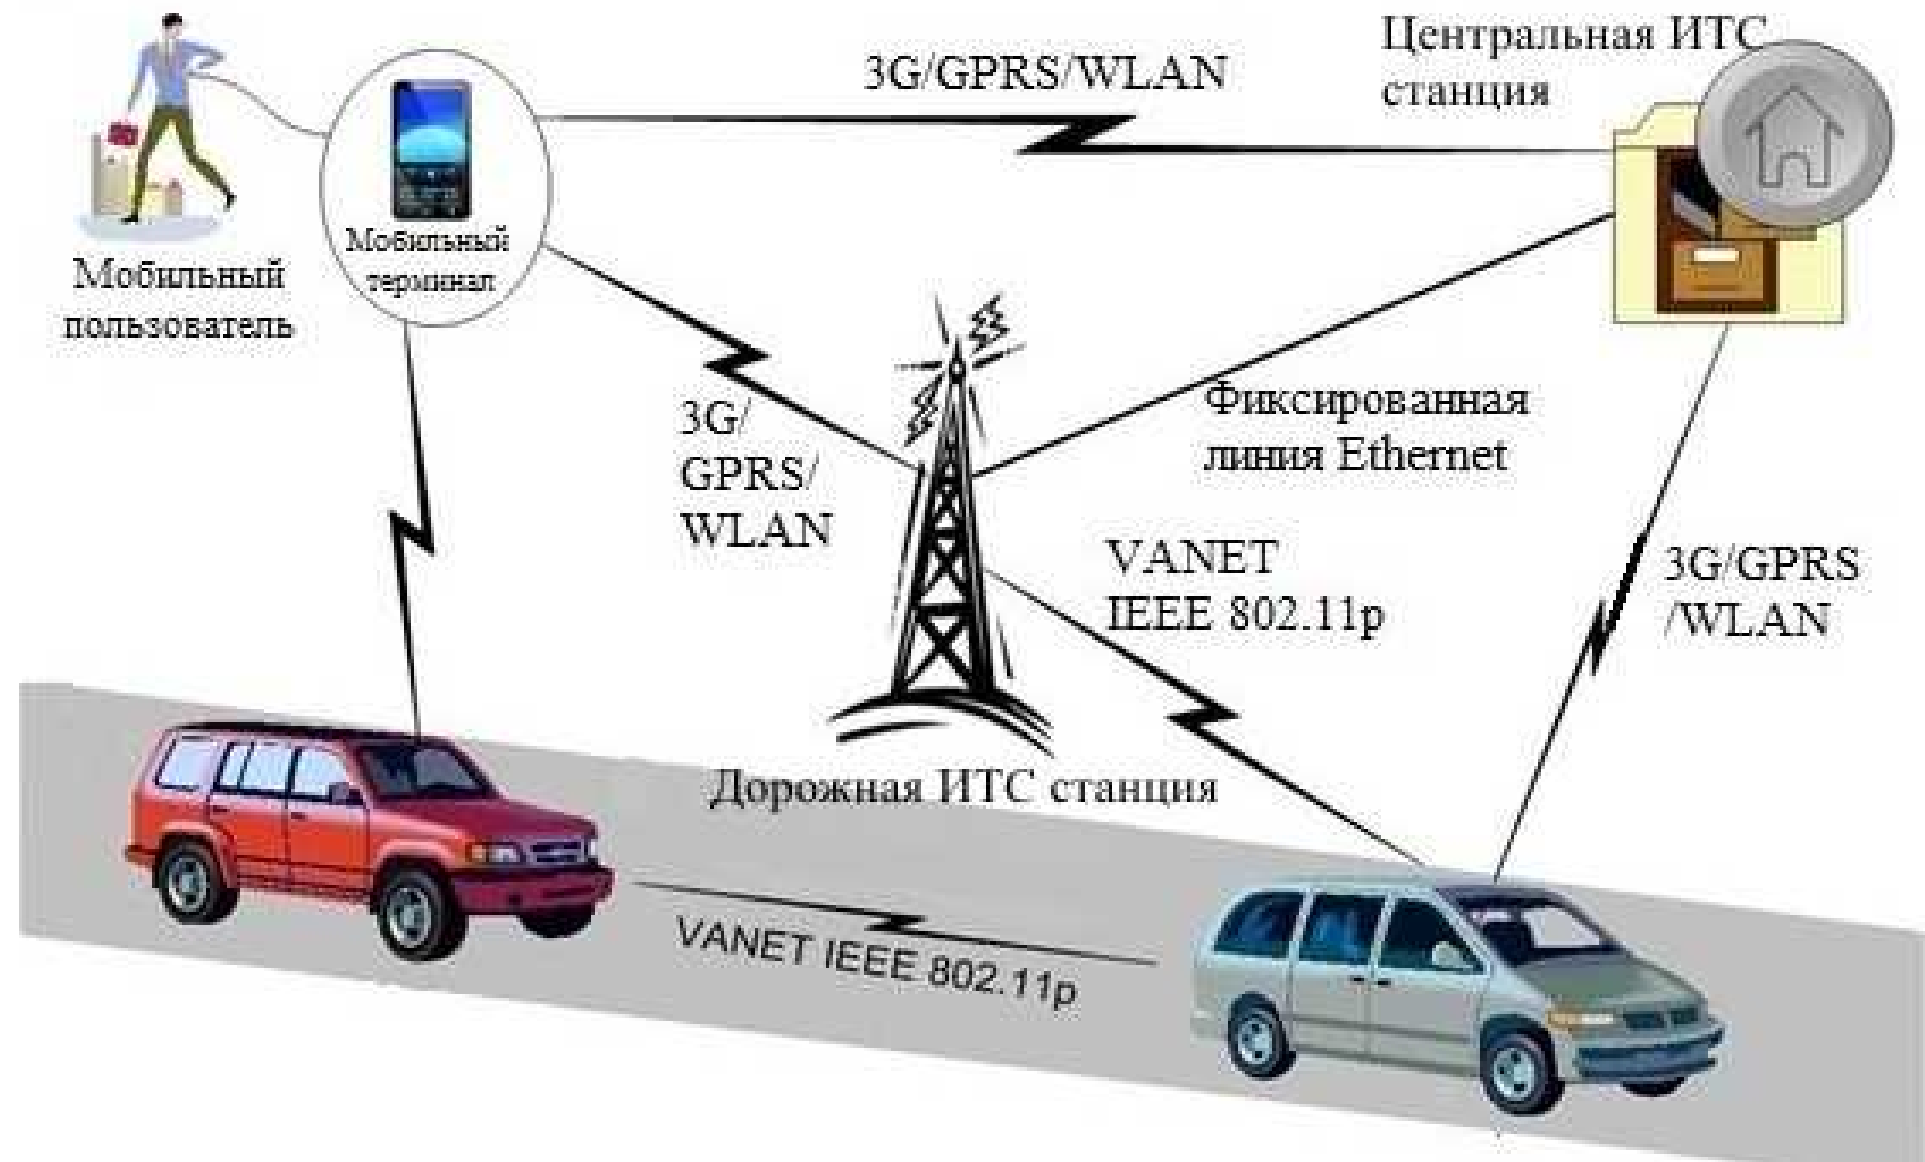 3G/GPRS/WLAN
Центральная ИТС
станция
Мобильный
терминал
Мобильный
пользователь
3G/
GPRS/
WLAN
Фиксированная
линия Ethernet
VANET
IEEE 802.11p
3G/GPRS
/WLAN
Дорожная ИТС станция
VANET IEEE 802.11p